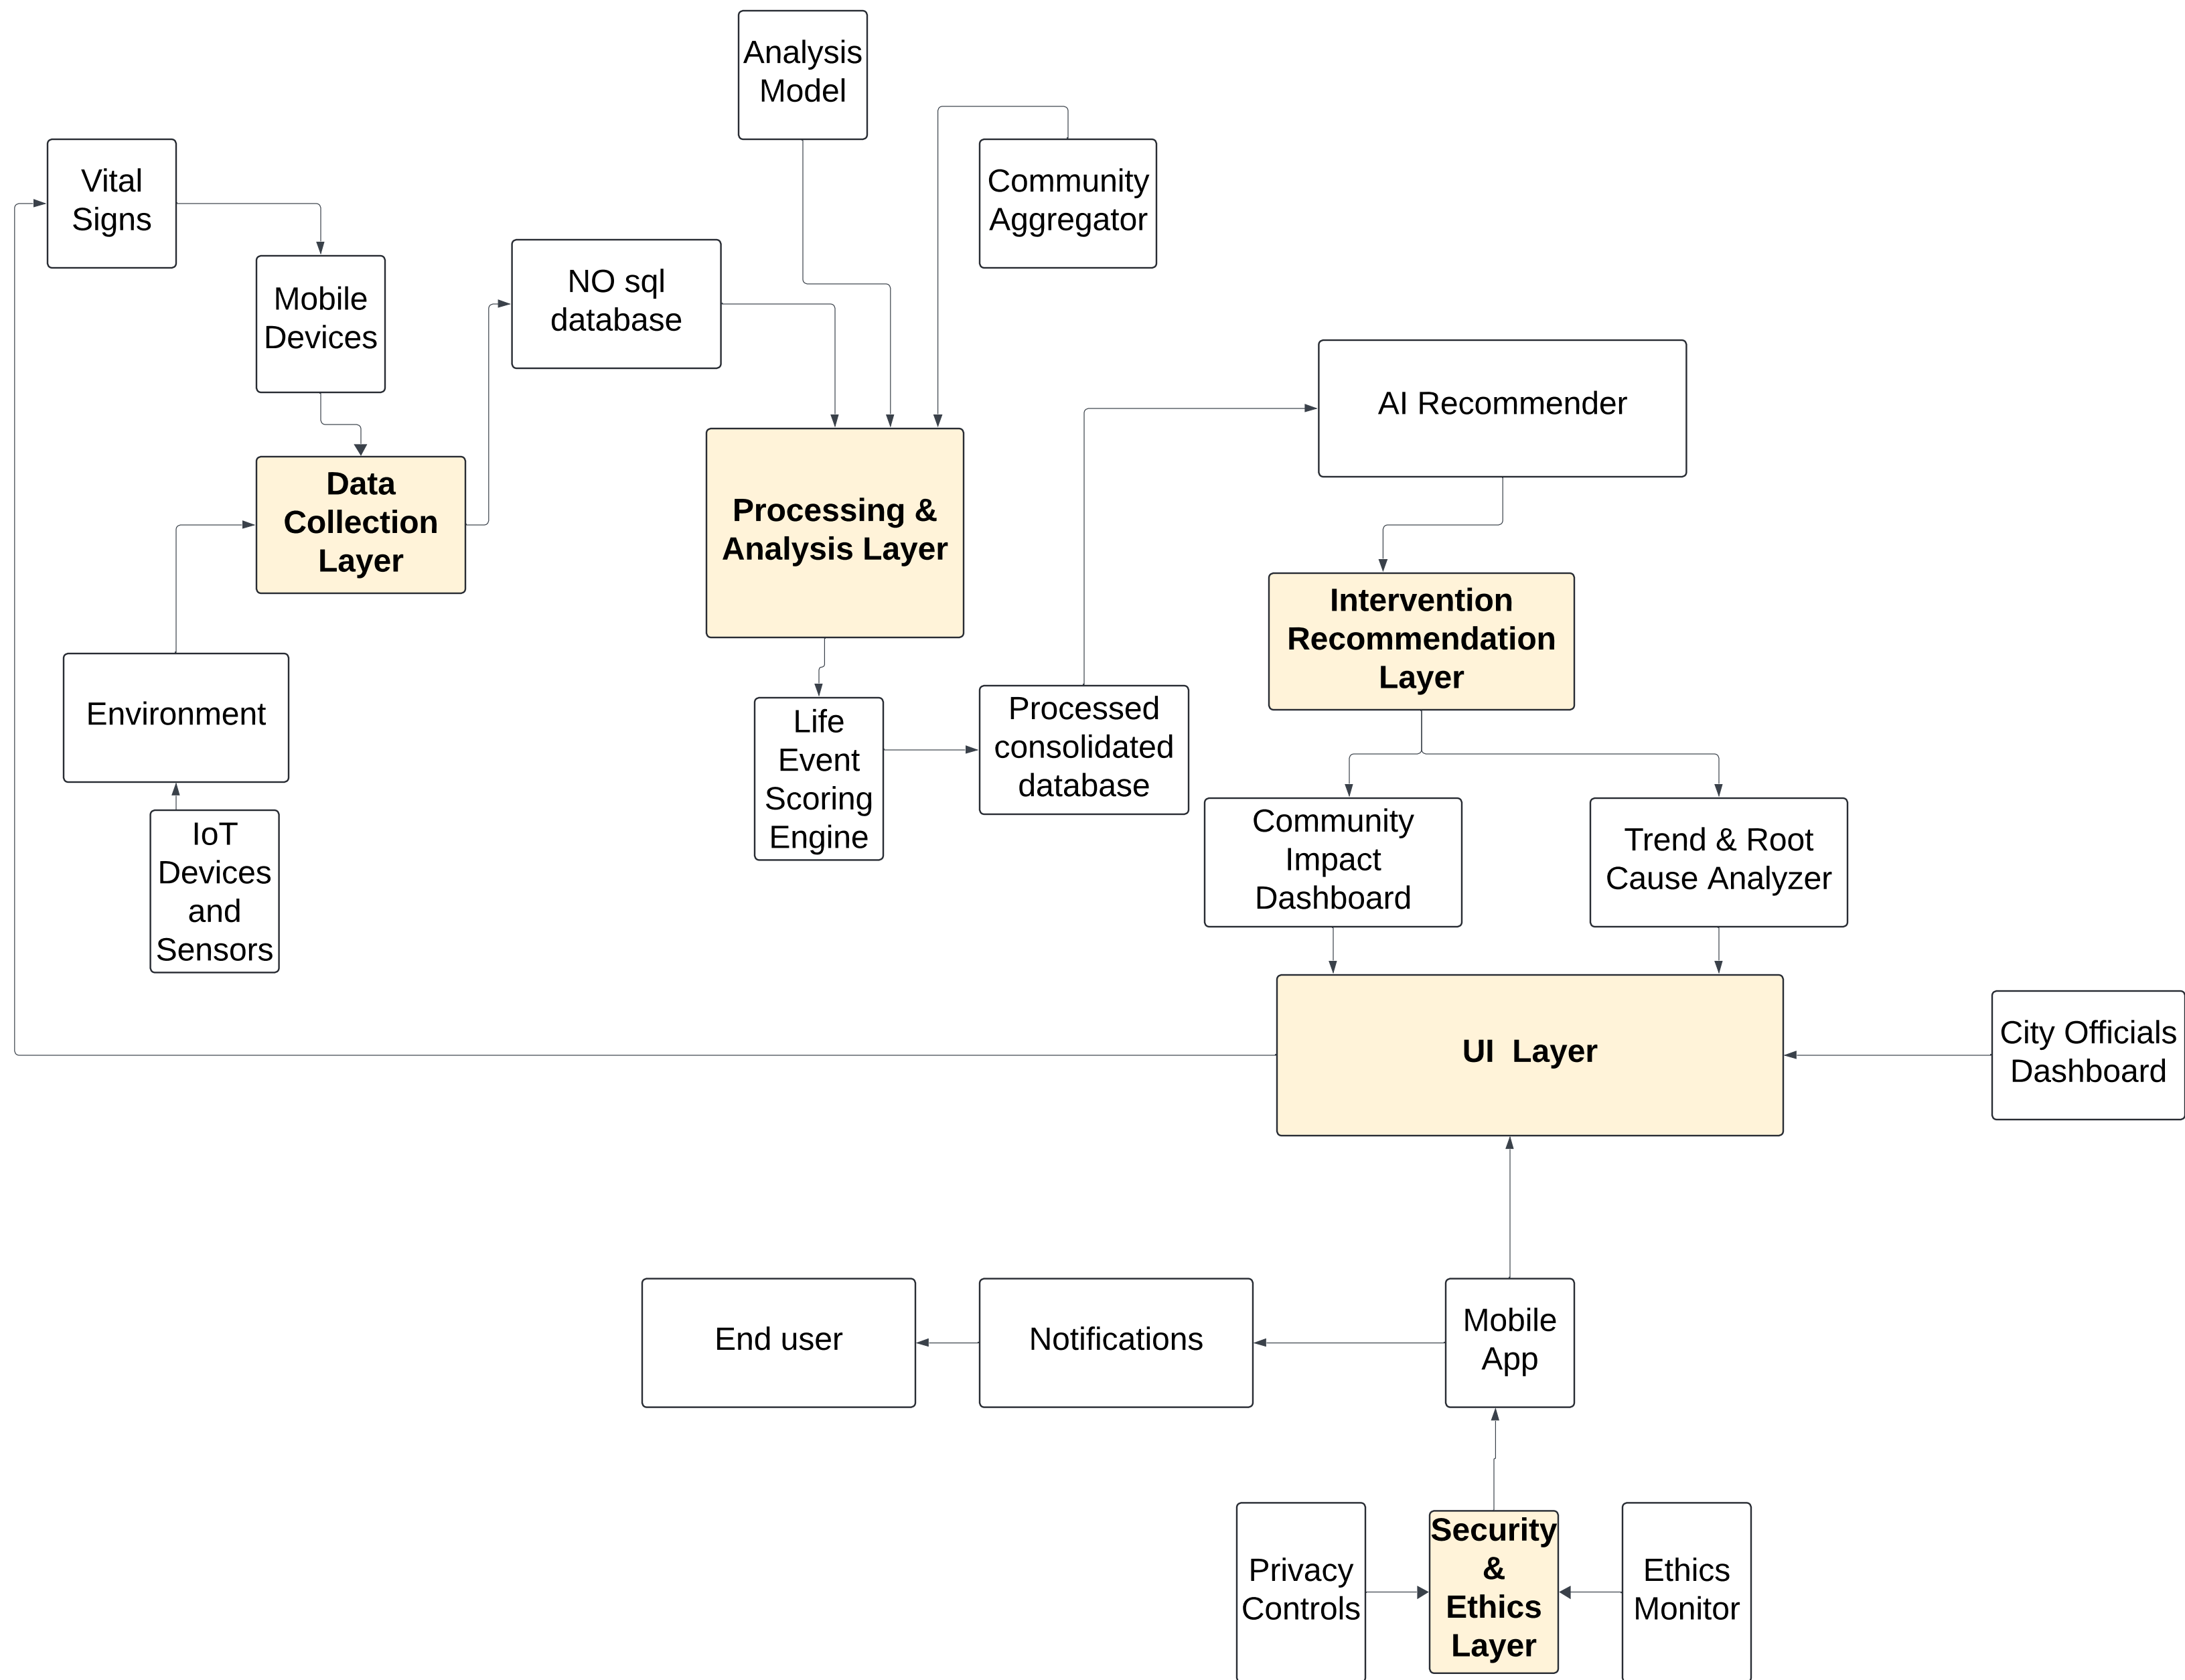 Analysis
Model
Vital
Signs
Community
Aggregator
Mobile
Devices
NO sql
database
AI Recommender
Data
Collection
Layer
Processing &
Analysis Layer
Intervention
Recommendation
Layer
Environment
Life
Event
Scoring
Engine
Processed
consolidated
database
IoT
Devices
and
Sensors
Community
Impact
Dashboard
Trend & Root
Cause Analyzer
UI  Layer
City Officials
Dashboard
End user
Notifications
Mobile
App
Privacy
Controls
Security
&
Ethics
Layer
Ethics
Monitor